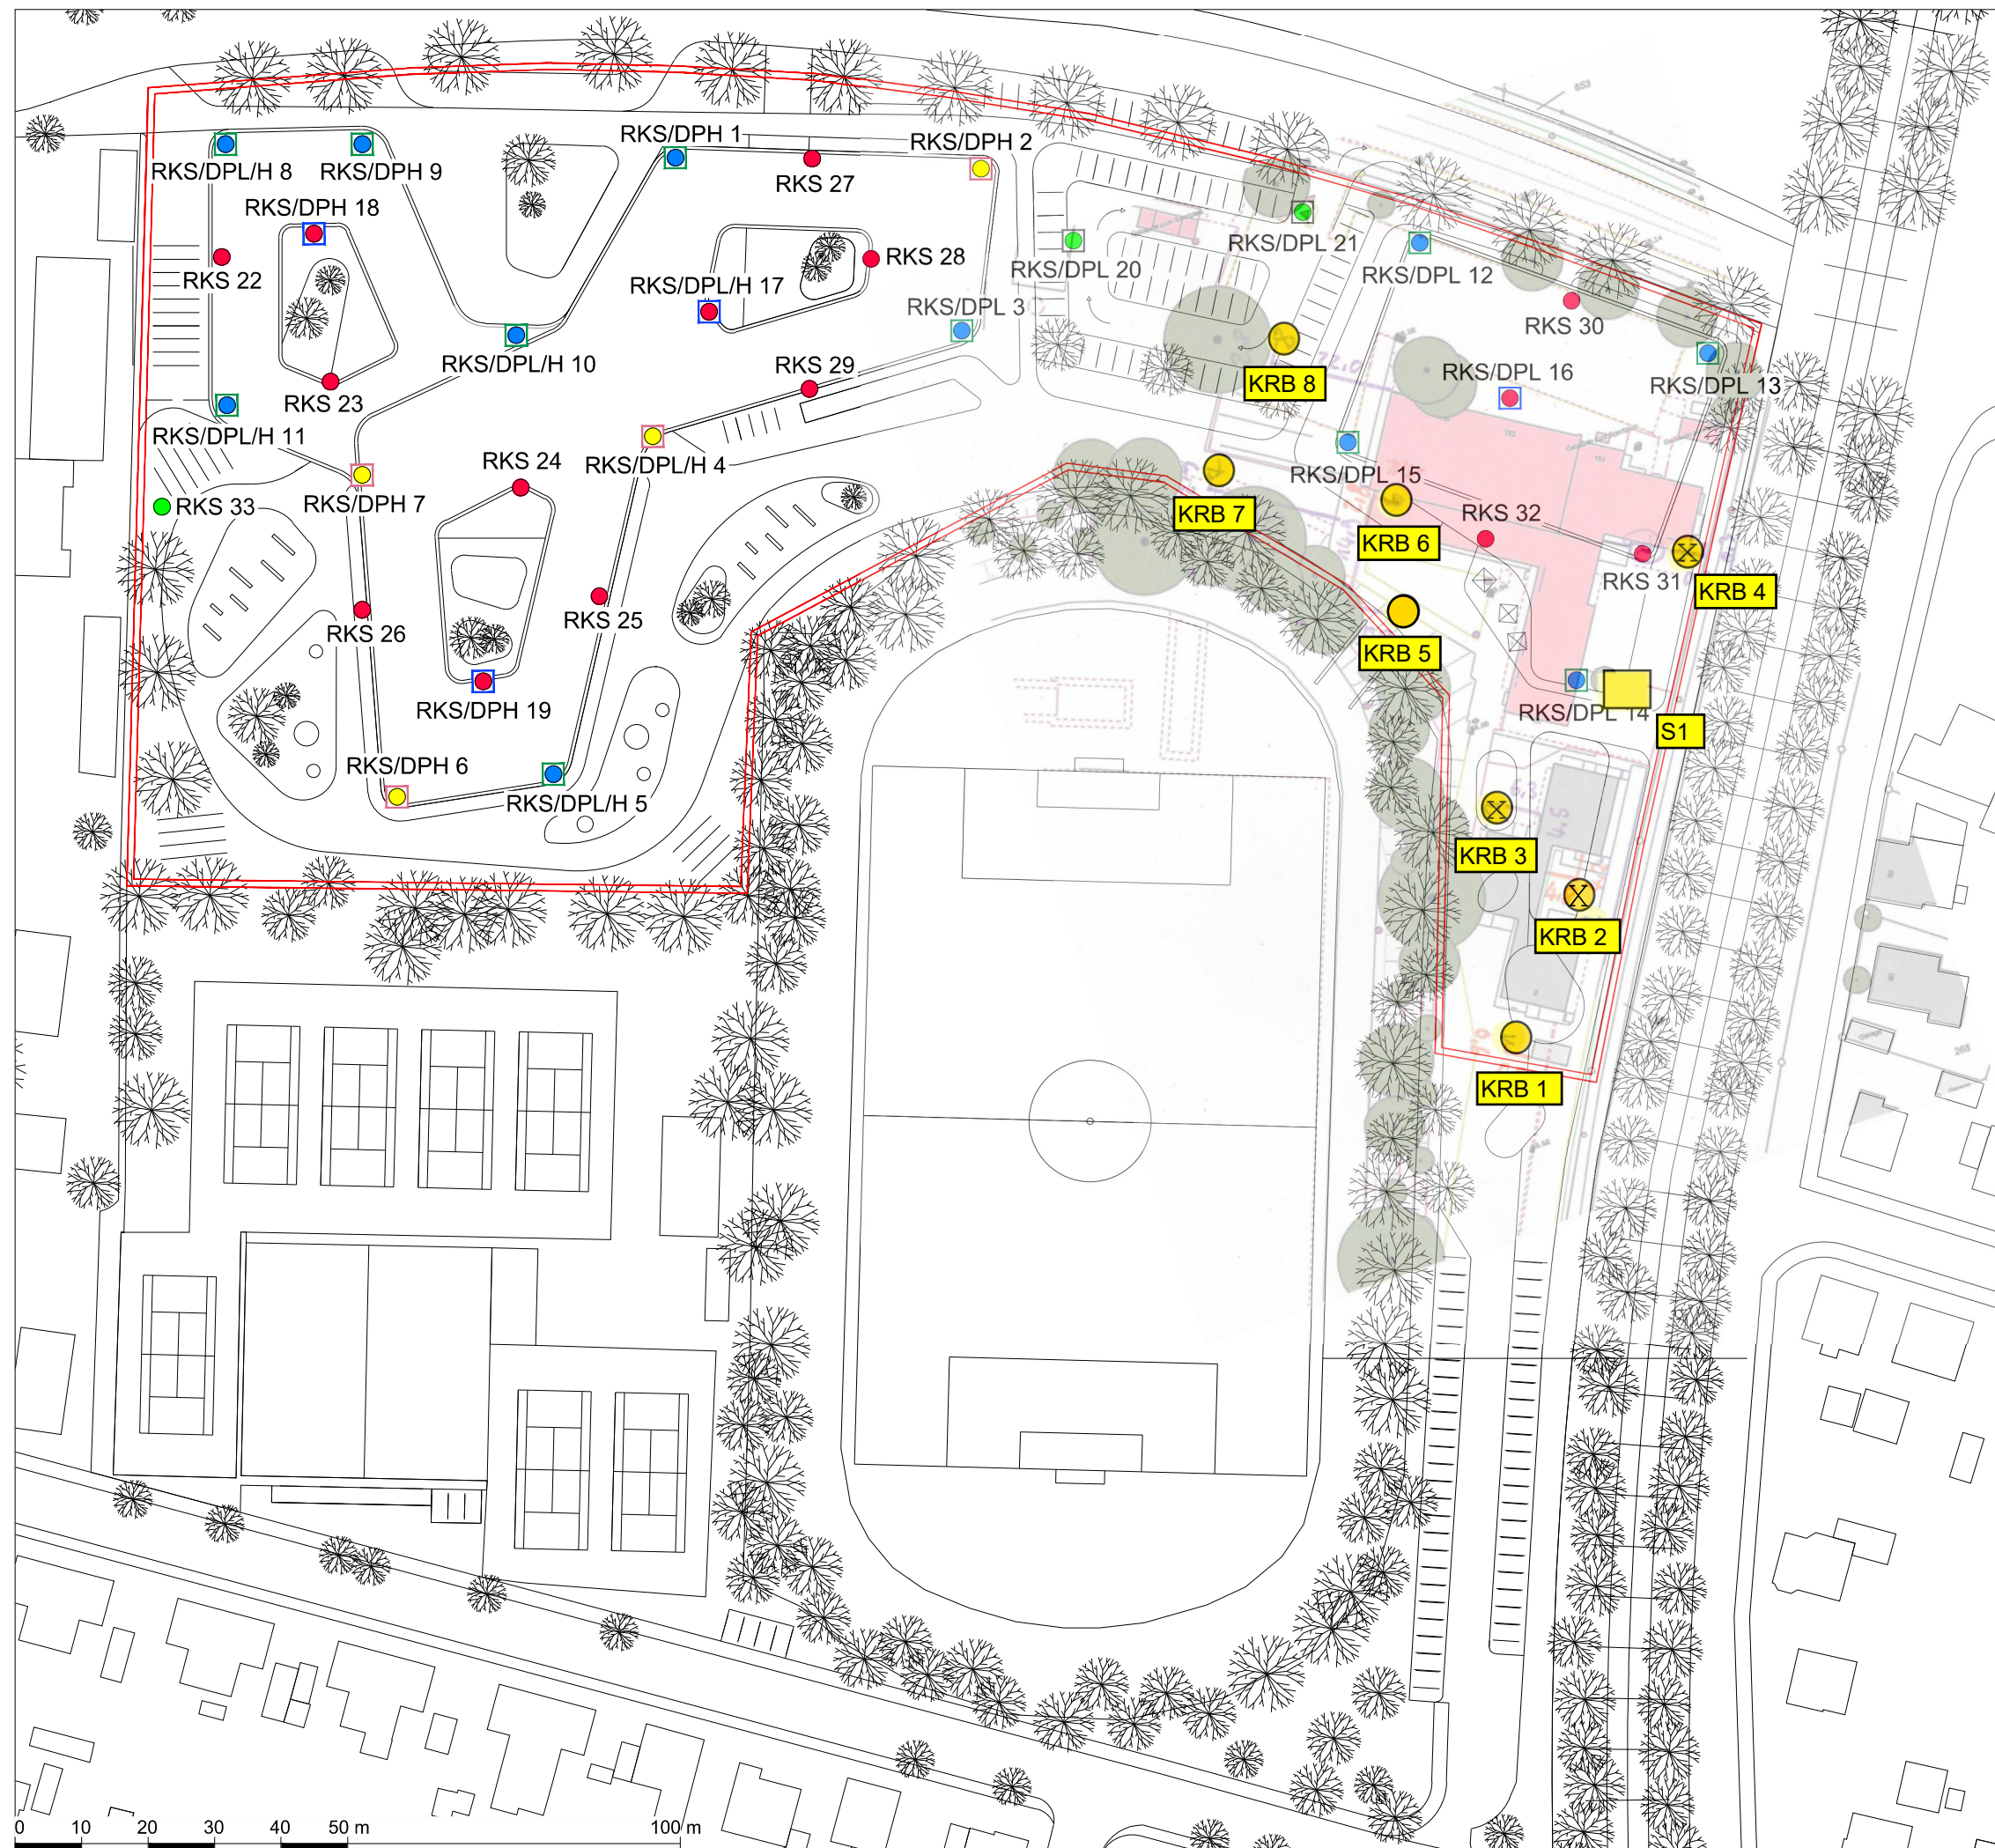 653
RKS/DPH 1
RKS/DPH 2
RKS/DPL/H 8
RKS/DPH 9
RKS 27
RKS/DPH 18
RKS/DPL 21
RKS 22
RKS 28
RKS/DPL 20
RKS/DPL 12
RKS/DPL/H 17
RKS/DPL 3
RKS 30
RKS/DPL/H 10
RKS 29
22.0
RKS/DPL 16
KRB 8
RKS/DPL 13
RKS 23
RKS/DPL/H 11
RKS 24
RKS/DPL/H 4
RKS/DPL 15
RKS 33
RKS/DPH 7
KRB 7
RKS 32
KRB 6
RKS 31
X
KRB 4
RKS 26
RKS 25
KRB 5
RKS/DPH 19
RKS/DPL 14
S1
RKS/DPH 6
RKS/DPL/H 5
X
KRB 3
X
KRB 2
KRB 1
268
0 10 20 30 40 50 m 100 m